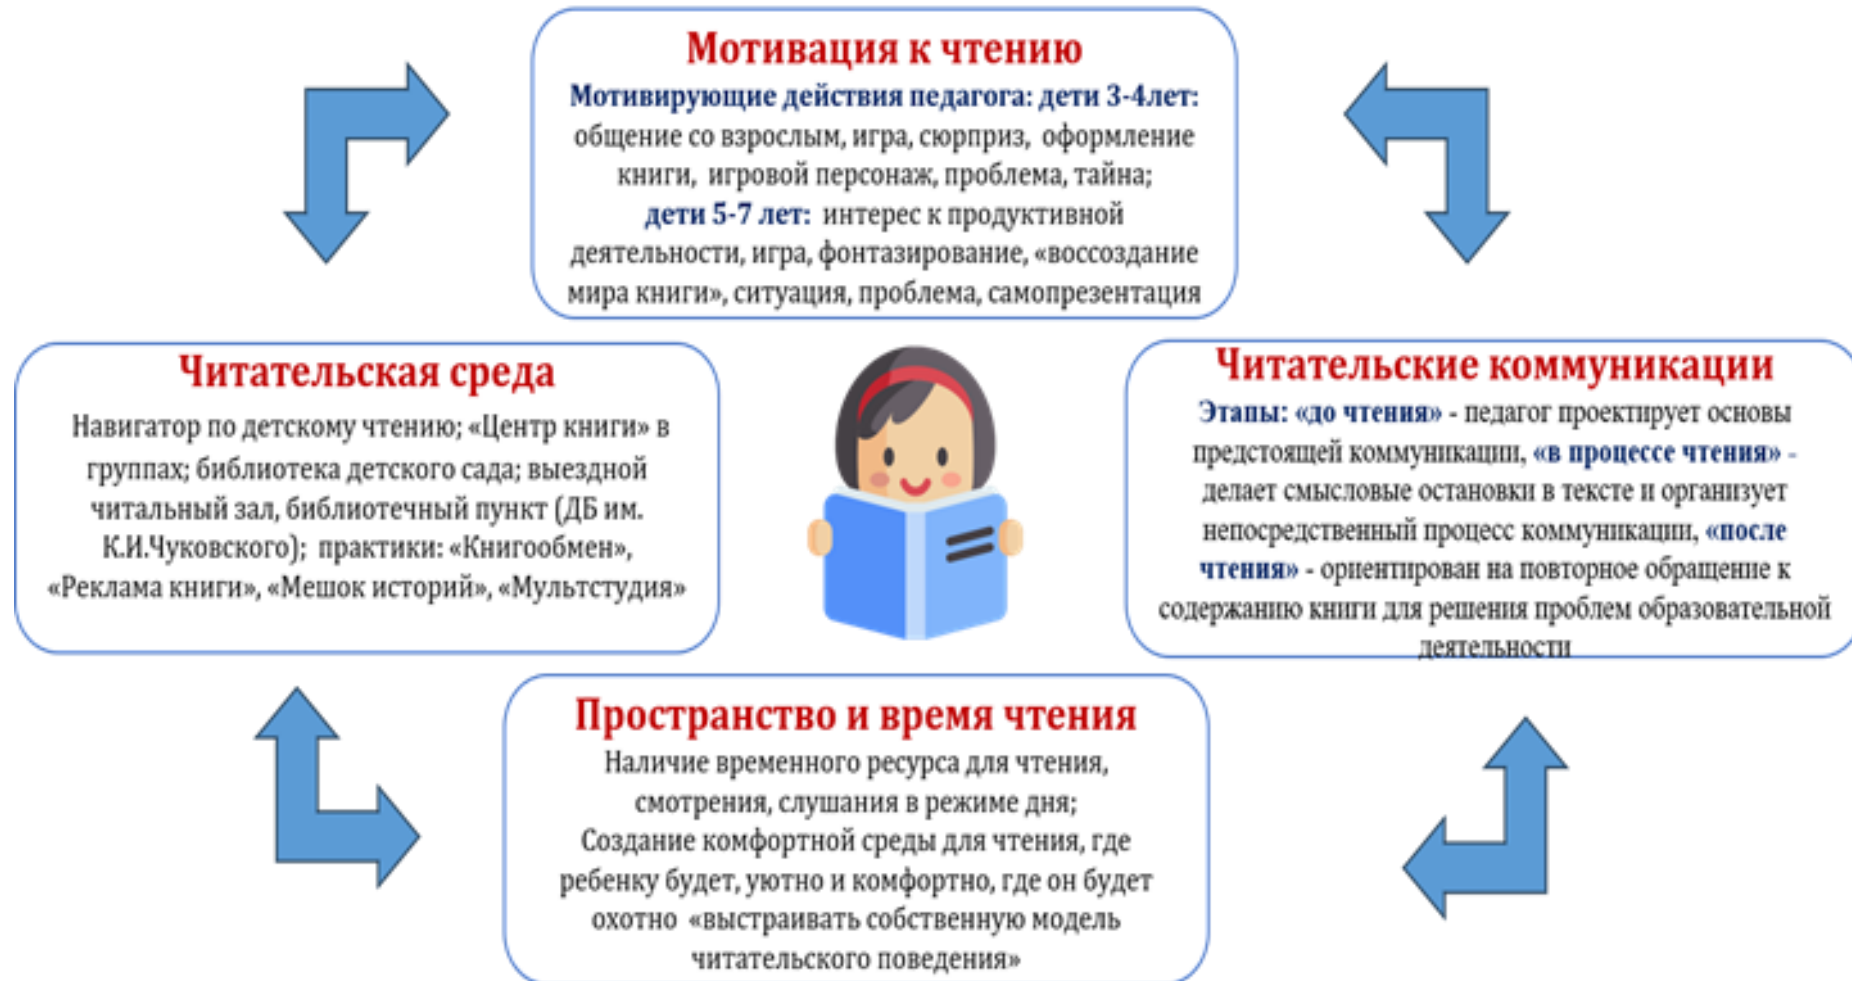 Мотивация к чтению
Мотивирующие действия педагога: дети 3-4лет:
общение со взрослым, игра, сюрприз, оформление
книги, игровой персонаж, проблема, тайна;
дети 5-7 лет: интерес к продуктивной
деятельности, игра, фонтазирование, «воссоздание
мира книги», ситуация, проблема, самопрезентация
Читательская среда
Навигатор по детскому чтению; «Центр книги» в
группах; библиотека детского сада; выездной
читальный зал, библиотечный пункт (ДБ им.
К.И.Чуковского); практики: «Книгообмен»,
«Реклама книги», «Мешок историй», «Мультстудия»
Читательские коммуникации
Этапы: «до чтения» - педагог проектирует основы
предстоящей коммуникации, «в процессе чтения» -
делает смысловые остановки в тексте и организует
непосредственный процесс коммуникации, «после
чтения» - ориентирован на повторное обращение к
содержанию книги для решения проблем образовательной
деятельности
Пространство и время чтения
Наличие временного ресурса для чтения,
смотрения, слушания в режиме дня;
Создание комфортной среды для чтения, где
ребенку будет, уютно и комфортно, где он будет
охотно «выстраивать собственную модель
читательского поведения»